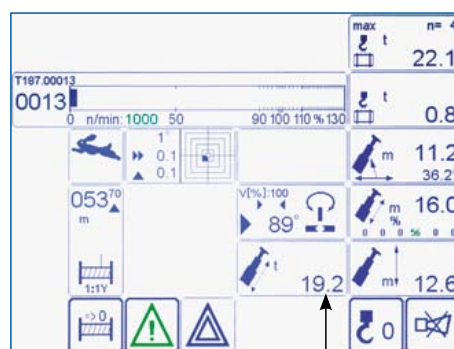 max n= 4
t
22.1
T187.00013
0013
0 n/min: 1000 50 90 100 110 % 130
t
0.8
1°
0.1
0.1
m
11.2
36.2°
053 70
m
V[%]:100
89°
m
%
16.0
0 0 0 56 0 0
1:1Y
t
19.2
m
12.6
=> 0
0